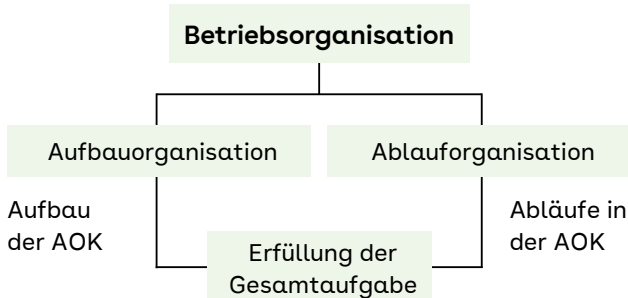 Betriebsorganisation
Aufbauorganisation
Ablauforganisation
Aufbau
der AOK
Abläufe in
der AOK
Erfüllung der
Gesamtaufgabe